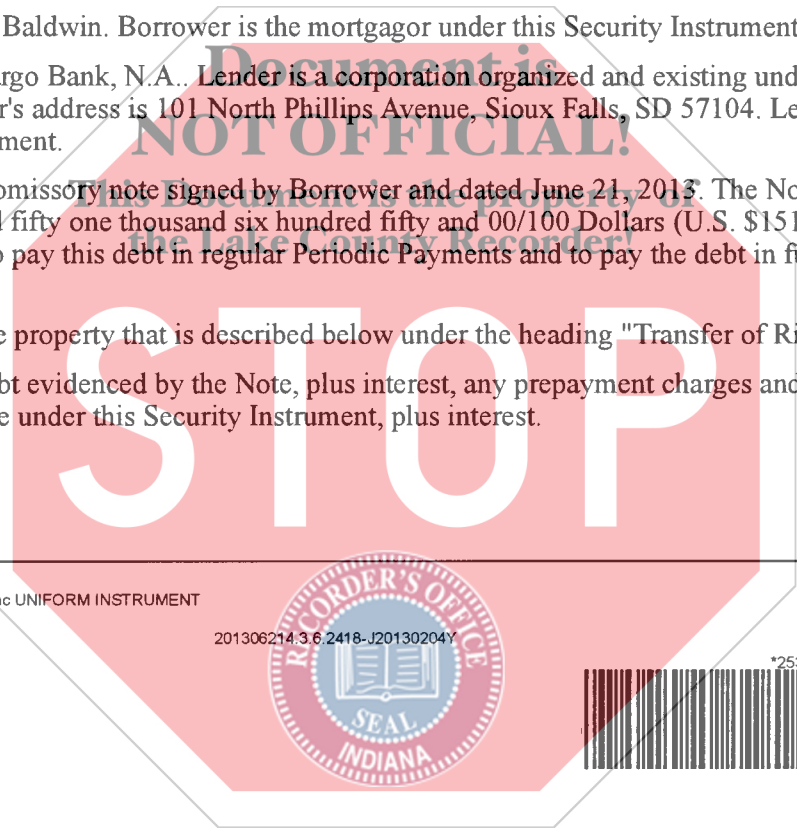 Baldwin. Borrower is the mortgagor under this Security Instrument
Document is
argo Bank, N.A.. Lender is a corporation organized and existing und
r's address is 101 North Phillips Avenue, Sioux Falls, SD 57104. Le
NOT OFFICIAL!
ment.
This Document is the property of
omissory note signed by Borrower and dated June 21, 2013. The No
l fifty one thousand six hundred fifty and 00/100 Dollars (U.S. $151
the Lake County Recorder!
o pay this debt in regular Periodic Payments and to pay the debt in fu
STOP
e property that is described below under the heading "Transfer of Ri
bt evidenced by the Note, plus interest, any prepayment charges and
e under this Security Instrument, plus interest.
ac UNIFORM INSTRUMENT
201306214.3.6.2418-J20130204Y
*253
RECORDER'S OFFICE
SEAL
INDIANA